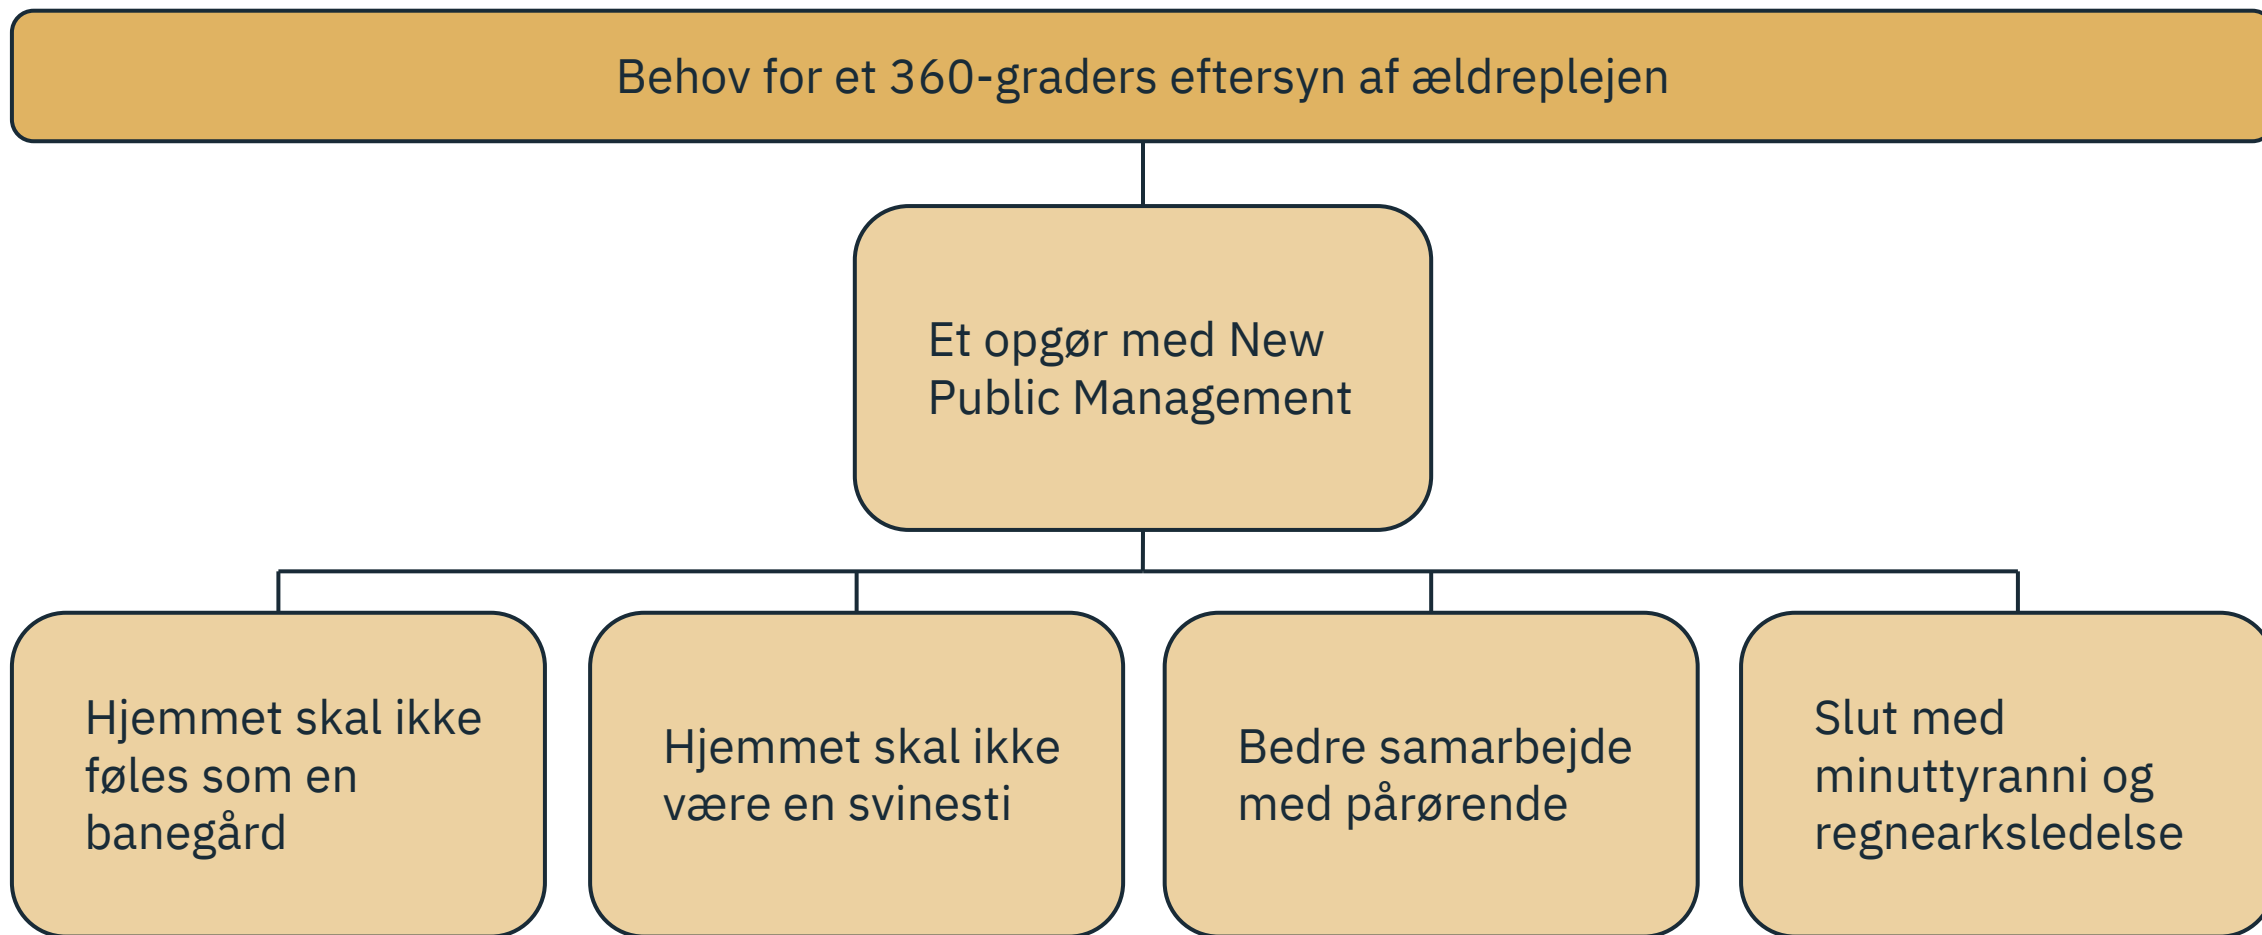 Behov for et 360-graders eftersyn af ældreplejen
Et opgør med New
Public Management
Hjemmet skal ikke
føles som en
banegård
Hjemmet skal ikke
være en svinesti
Bedre samarbejde
med pårørende
Slut med
minuttyranni og
regnearksledelse